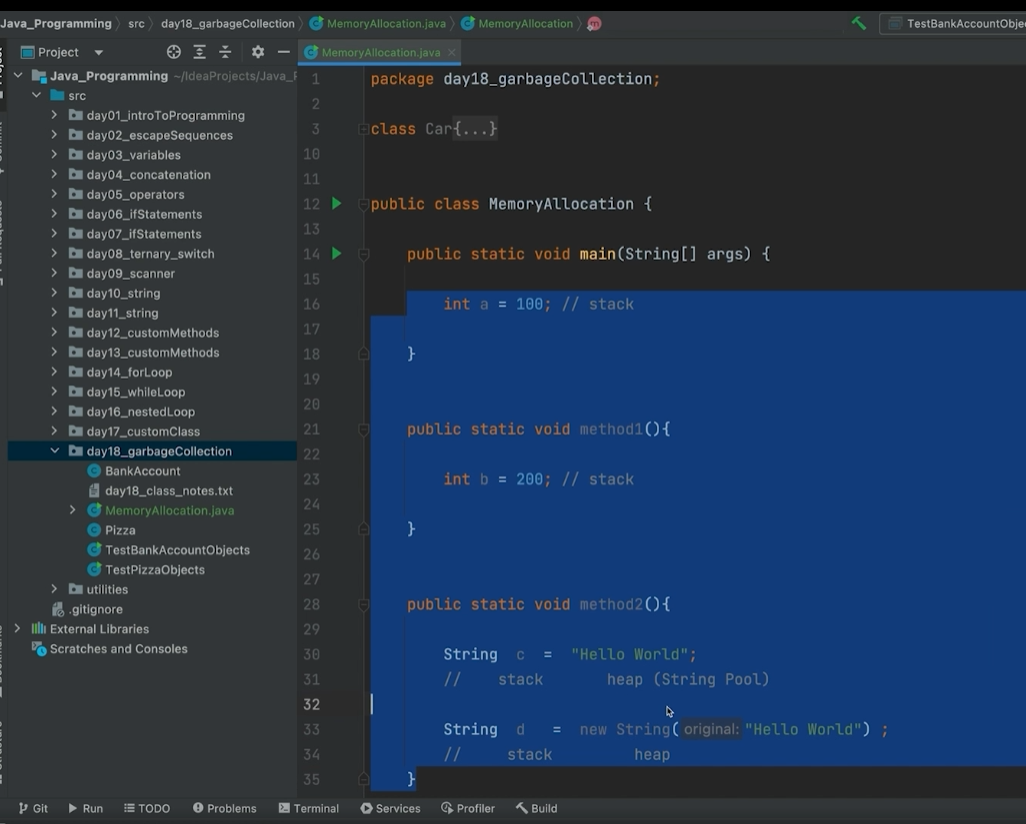 Java_Programming src day18_garbageCollection MemoryAllocation.java MemoryAllocation m TestBankAccountObje
Project
MemoryAllocation.java
Java_Programming ~/IdeaProjects/Java_P
src
day01_introToProgramming
day02_escapeSequences
day03_variables
day04_concatenation
day05_operators
day06_ifStatements
day07_ifStatements
day08_ternary_switch
day09_scanner
day10_string
day11_string
day12_customMethods
day13_customMethods
day14_forLoop
day15_whileLoop
day16_nestedLoop
day17_customClass
day18_garbageCollection
BankAccount
day18_class_notes.txt
MemoryAllocation.java
Pizza
TestBankAccountObjects
TestPizzaObjects
utilities
.gitignore
External Libraries
Scratches and Consoles
1 package day18_garbageCollection;
2
3 class Car{...}
10
11
12 public class MemoryAllocation {
13
14 public static void main(String[] args) {
15
16 int a = 100; // stack
17
18 }
19
20
21 public static void method1(){
22
23 int b = 200; // stack
24
25 }
26
27
28 public static void method2(){
29
30 String c = "Hello World";
31 // stack heap (String Pool)
32
33 String d = new String( original: "Hello World") ;
34 // stack heap
35 }
Git Run TODO Problems Terminal Services Profiler Build